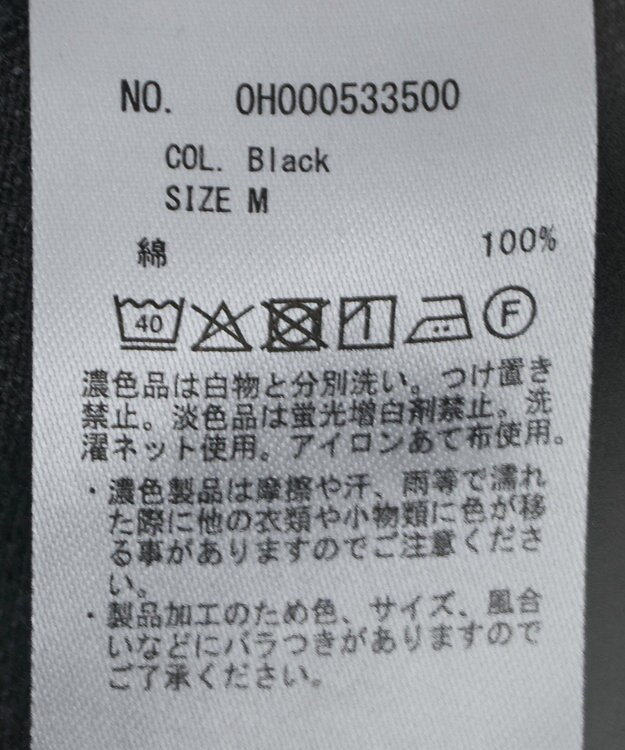 NO. 0H000533500
COL. Black
SIZE M
綿 100%
40 F
濃色品は白物と分別洗い。つけ置き
禁止。淡色品は蛍光増白剤禁止。洗
濯ネット使用。アイロンあて布使用。
・濃色製品は摩擦や汗、雨等で濡れ
た際に他の衣類や小物類に色が移
る事がありますのでご注意くださ
い。
・製品加工のため色、サイズ、風合
いなどにバラつきがありますので
ご了承ください。